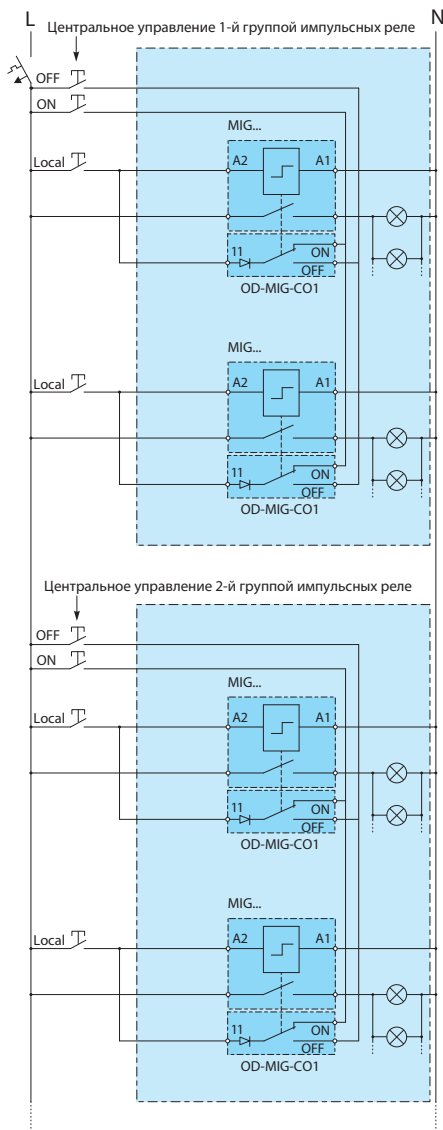 L
N
Центральное управление 1-й группой импульсных реле
OFF
ON
MIG...
Local
A2
A1
11
ON
OFF
OD-MIG-CO1
MIG...
Local
A2
A1
11
ON
OFF
OD-MIG-CO1
Центральное управление 2-й группой импульсных реле
OFF
ON
MIG...
Local
A2
A1
11
ON
OFF
OD-MIG-CO1
MIG...
Local
A2
A1
11
ON
OFF
OD-MIG-CO1